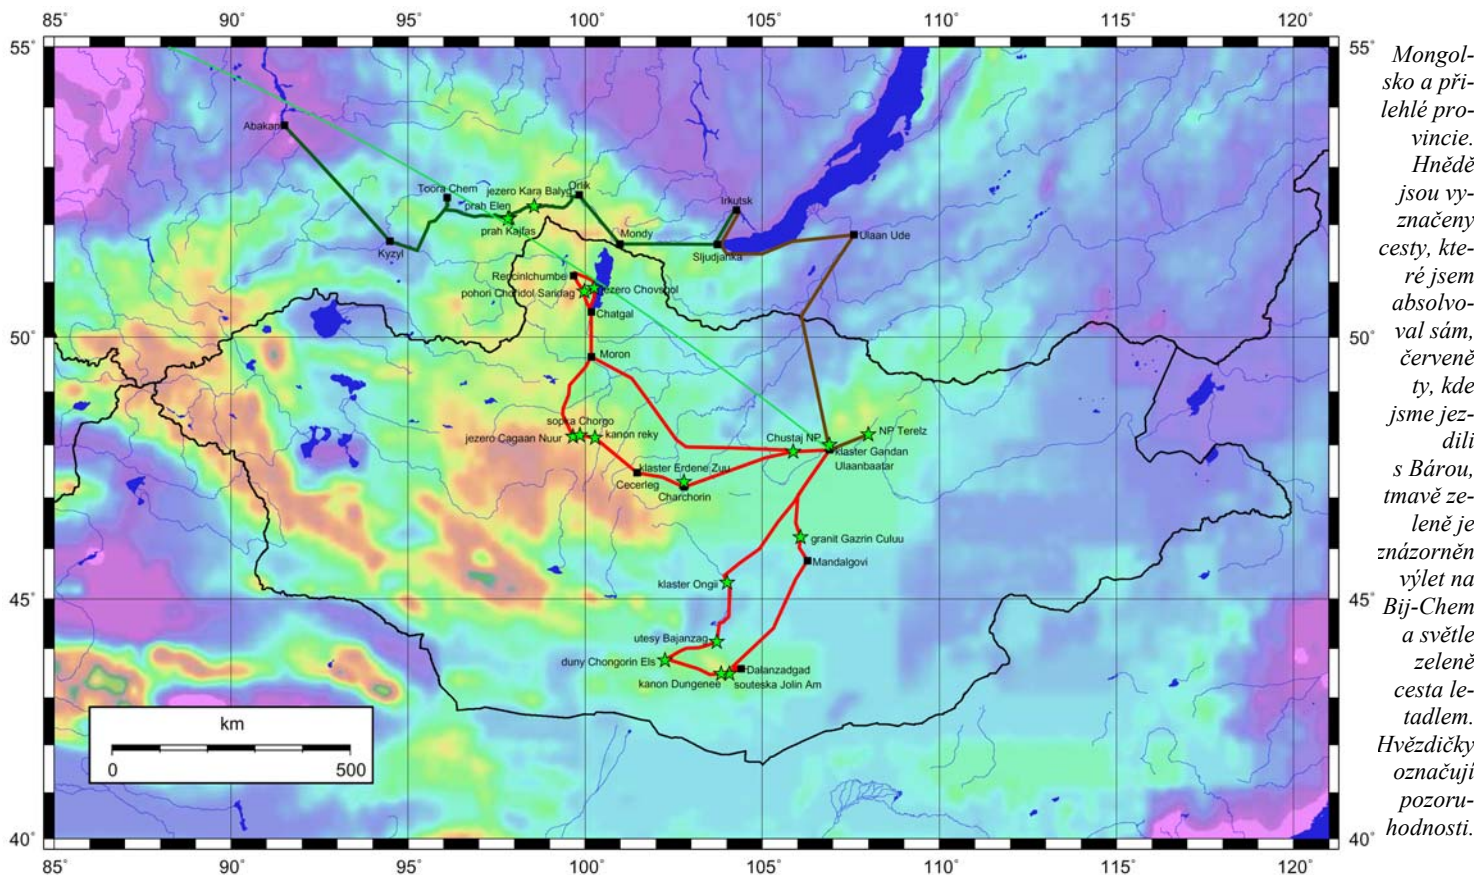 85˚ 90˚ 95˚ 100˚ 105˚ 110˚ 115˚ 120˚
55˚ 55˚
Abakan
Toora Chem
jezero Kara Balyg
Orlik
prah Elen
Irkutsk
prah Kajfas
Mondy
Ulaan Ude
Kyzyl
Sljudjanka
Rencinlchumbe
pohori Choridol Saridag
jezero Chovsgol
Chatgal
50˚ 50˚
Moron
sopka Chorgo
jezero Cagaan Nuur
kanon reky
Chustaj NP
NP Terelz
klaster Gandan
Ulaanbaatar
klaster Erdene Zuu
Cecerleg
Charchorin
granit Gazrin Culuu
Mandalgovi
klaster Ongii
45˚ 45˚
utesy Bajanzag
duny Chongorin Els
Dalanzadgad
kanon Dungenee
souteska Jolin Am
km
0 500
40˚ 40˚
85˚ 90˚ 95˚ 100˚ 105˚ 110˚ 115˚ 120˚
Mongol-
sko a při-
lehlé pro-
vincie.
Hnědě
jsou vy-
značeny
cesty, kte-
ré jsem
absolvo-
val sám,
červeně
ty, kde
jsme jez-
dili
s Bárou,
tmavě ze-
leně je
znázorněn
výlet na
Bij-Chem
a světle
zeleně
cesta le-
tadlem.
Hvězdičky
označují
pozoru-
hodnosti.